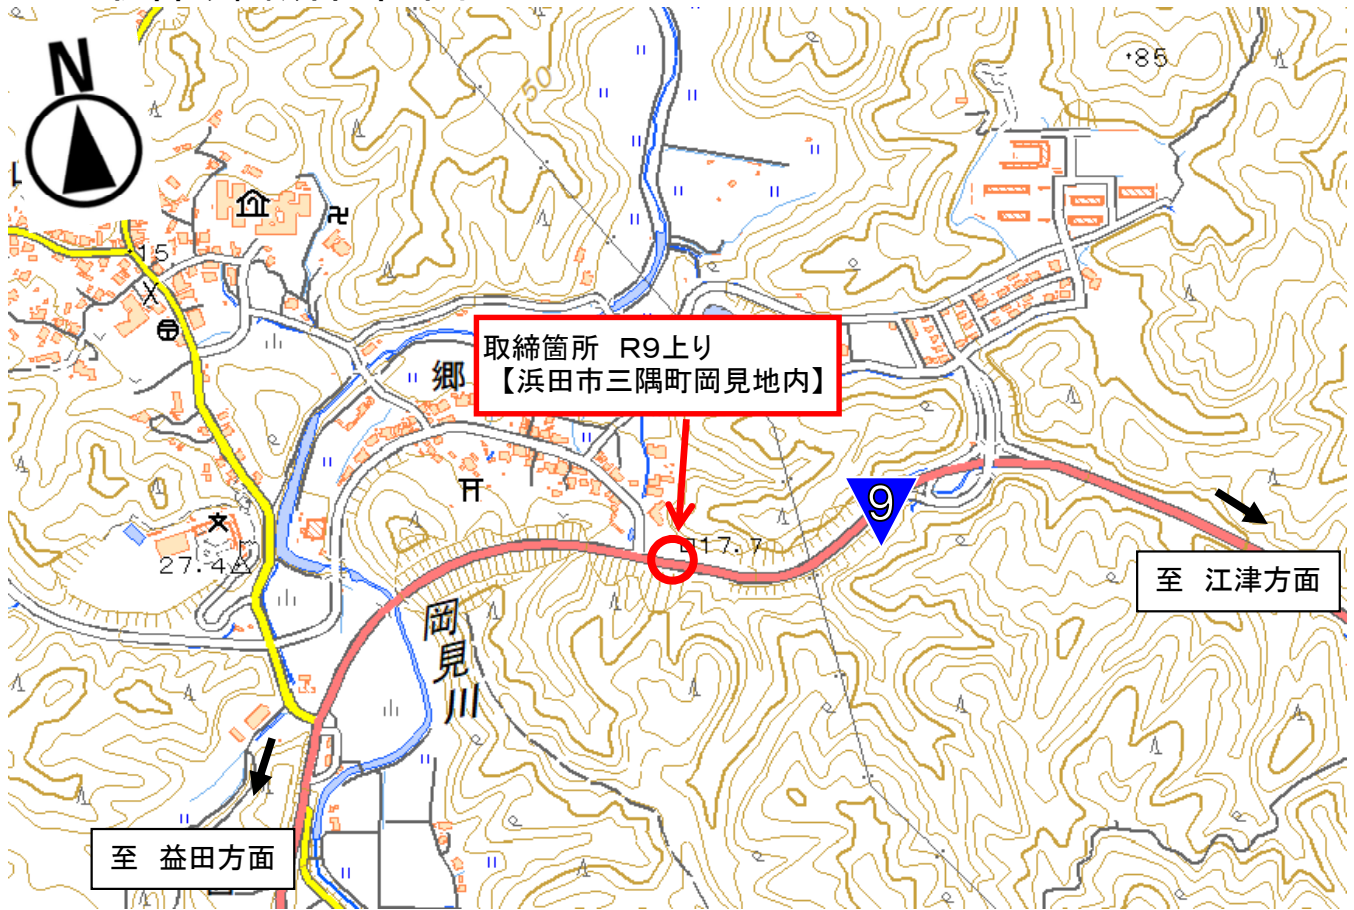 N
・85
50
15
取締箇所 R9上り
【浜田市三隅町岡見地内】
郷
9
17.7
27.4
至 江津方面
岡見川
至 益田方面